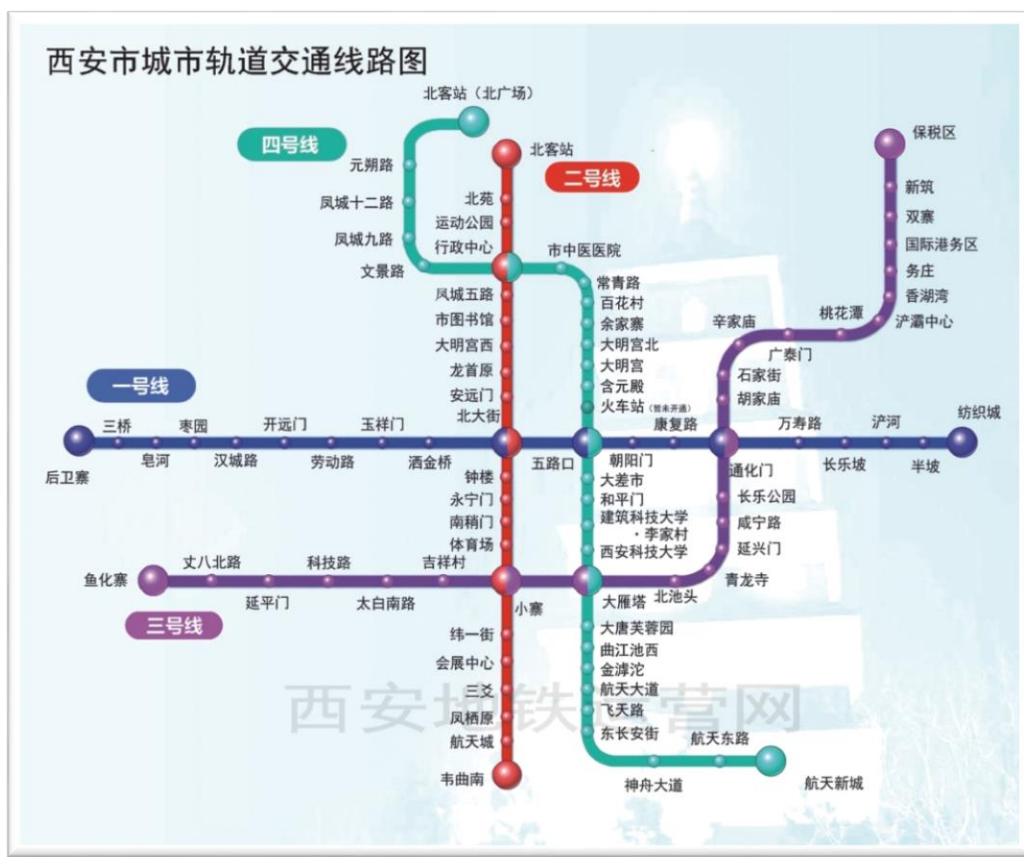 西安市城市轨道交通线路图
北客站（北广场）
四号线
元朔路
凤城十二路
凤城九路
文景路
北客站
二号线
北苑
运动公园
行政中心
市中医医院
凤城五路
市图书馆
大明宫西
龙首原
安远门
北大街
常青路
百花村
余家寨
大明宫北
大明宫
含元殿
火车站（暂未开通）
保税区
新筑
双寨
国际港务区
务庄
香湖湾
浐灞中心
桃花潭
广泰门
辛家庙
石家街
胡家庙
一号线
后卫寨
三桥
皂河
枣园
汉城路
开远门
劳动路
玉祥门
洒金桥
五路口
朝阳门
康复路
通化门
万寿路
长乐坡
浐河
半坡
纺织城
钟楼
永宁门
南稍门
体育场
大差市
和平门
建筑科技大学
·李家村
西安科技大学
长乐公园
咸宁路
延兴门
青龙寺
鱼化寨
丈八北路
延平门
科技路
太白南路
吉祥村
小寨
大雁塔
北池头
三号线
纬一街
会展中心
三爻
凤栖原
航天城
韦曲南
大唐芙蓉园
曲江池西
金滹沱
航天大道
飞天路
东长安街
神舟大道
航天东路
航天新城
西安地铁运营网